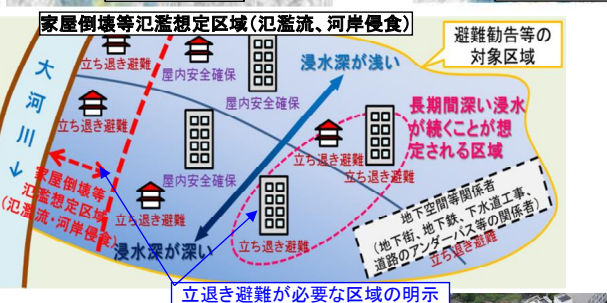 家屋倒壊等氾濫想定区域(氾濫流、河岸侵食)
避難勧告等の
対象区域
大河川
↓
立ち退き避難
屋内安全確保
屋内安全確保
浸水深が浅い
長期間深い浸水
が続くことが想
定される区域
立ち退き避難
立ち退き避難
立ち退き避難
屋内安全確保
家屋倒壊等
氾濫想定区域
(氾濫流・河岸侵食)
立ち退き避難
浸水深が深い
立ち退き避難
地下空間等関係者
(地下街、地下鉄、下水道工事、
道路のアンダーパス等の関係者)
立ち退き避難
立退き避難が必要な区域の明示